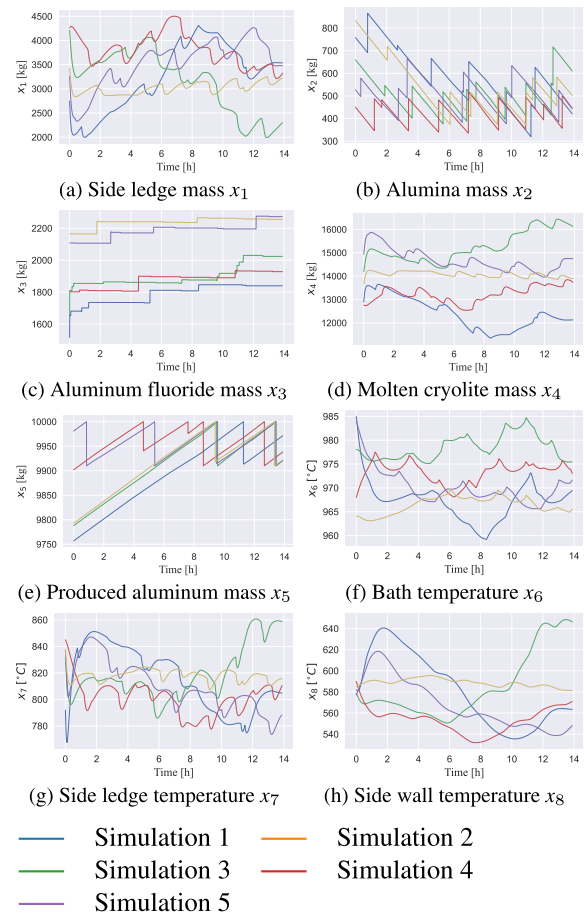 4500
4000
3500
3000
2500
2000
x1 [kg]
0 2 4 6 8 10 12 14
Time [h]
(a) Side ledge mass x1
800
700
600
500
400
300
x2 [kg]
0 2 4 6 8 10 12 14
Time [h]
(b) Alumina mass x2
2200
2000
1800
1600
x3 [kg]
0 2 4 6 8 10 12 14
Time [h]
(c) Aluminum fluoride mass x3
16000
15000
14000
13000
12000
x4 [kg]
0 2 4 6 8 10 12 14
Time [h]
(d) Molten cryolite mass x4
10000
9950
9900
9850
9800
9750
x5 [kg]
0 2 4 6 8 10 12 14
Time [h]
(e) Produced aluminum mass x5
985
980
975
970
965
960
x6 [°C]
0 2 4 6 8 10 12 14
Time [h]
(f) Bath temperature x6
860
840
820
800
780
x7 [°C]
0 2 4 6 8 10 12 14
Time [h]
(g) Side ledge temperature x7
640
620
600
580
560
540
x8 [°C]
0 2 4 6 8 10 12 14
Time [h]
(h) Side wall temperature x8
Simulation 1 Simulation 2
Simulation 3 Simulation 4
Simulation 5